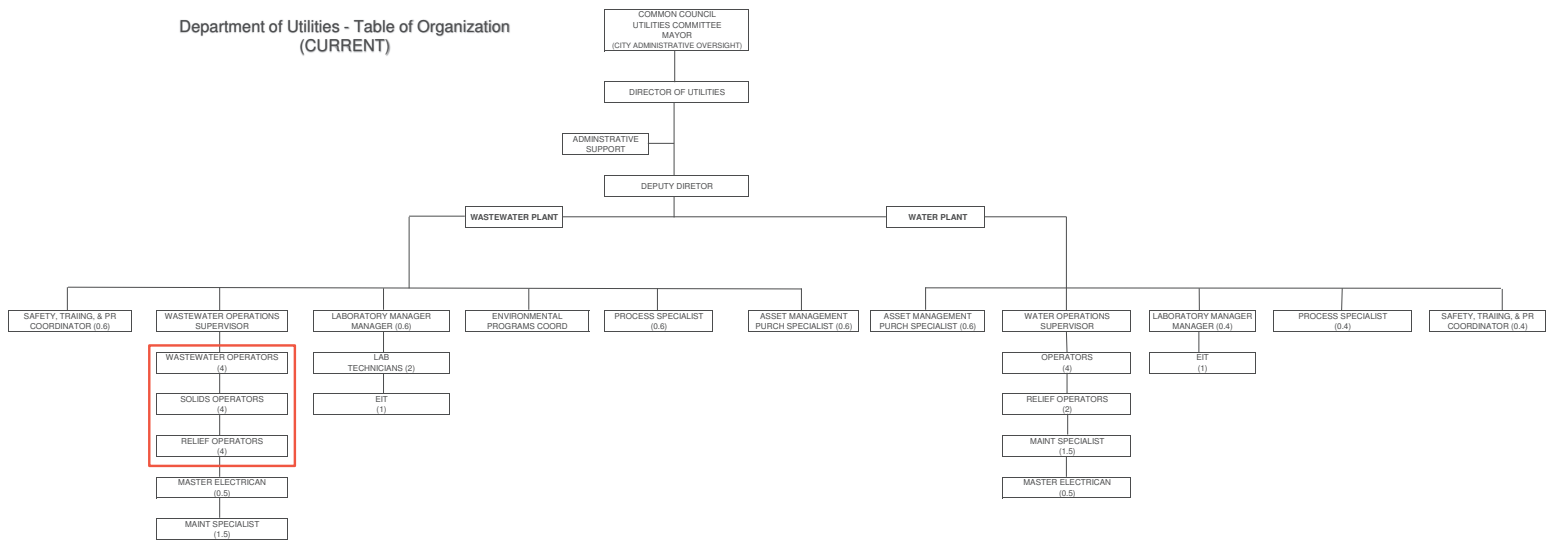 Department of Utilities - Table of Organization
(CURRENT)
COMMON COUNCIL
UTILITIES COMMITTEE
MAYOR
(CITY ADMINISTRATIVE OVERSIGHT)
DIRECTOR OF UTILITIES
ADMINSTRATIVE
SUPPORT
DEPUTY DIRETOR
WASTEWATER PLANT
WATER PLANT
SAFETY, TRAIING, & PR
COORDINATOR (0.6)
WASTEWATER OPERATIONS
SUPERVISOR
LABORATORY MANAGER
MANAGER (0.6)
ENVIRONMENTAL
PROGRAMS COORD
PROCESS SPECIALIST
(0.6)
ASSET MANAGEMENT
PURCH SPECIALIST (0.6)
ASSET MANAGEMENT
PURCH SPECIALIST (0.6)
WATER OPERATIONS
SUPERVISOR
LABORATORY MANAGER
MANAGER (0.4)
PROCESS SPECIALIST
(0.4)
SAFETY, TRAIING, & PR
COORDINATOR (0.4)
WASTEWATER OPERATORS
(4)
LAB
TECHNICIANS (2)
OPERATORS
(4)
EIT
(1)
SOLIDS OPERATORS
(4)
EIT
(1)
RELIEF OPERATORS
(2)
RELIEF OPERATORS
(4)
MAINT SPECIALIST
(1.5)
MASTER ELECTRICAN
(0.5)
MASTER ELECTRICAN
(0.5)
MAINT SPECIALIST
(1.5)